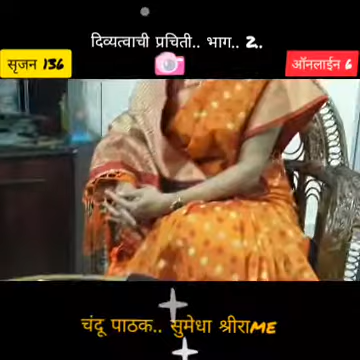 दिव्यत्वाची प्रचिती.. भाग.. 2..
सृजन 136
ऑनलाईन 6
चंदू पाठक.. सुमेधा श्रीराME